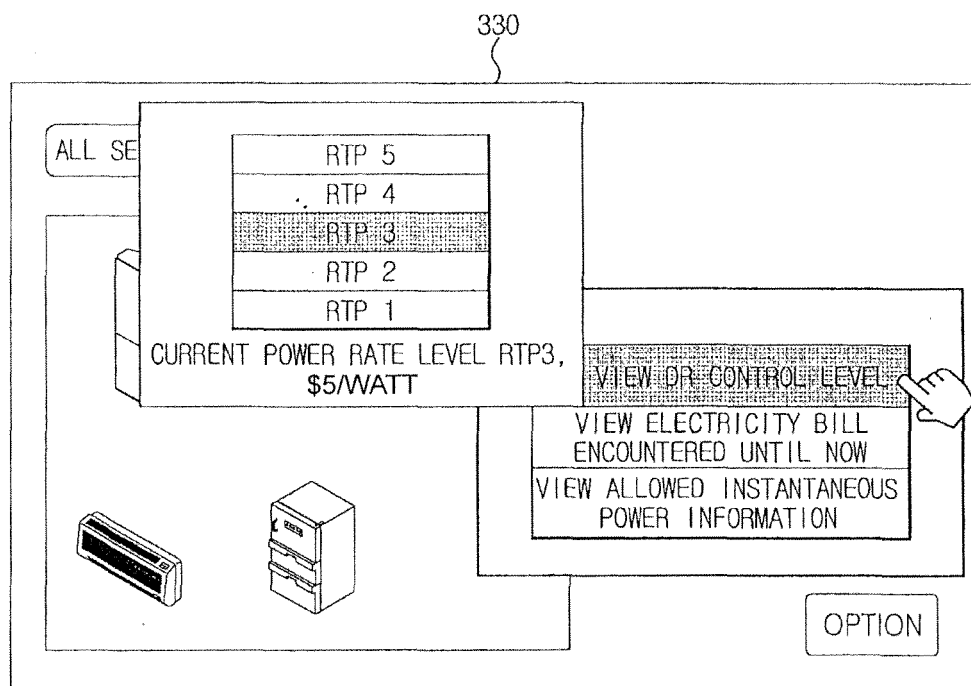 330
ALL SE
RTP 5
RTP 4
RTP 3
RTP 2
RTP 1
CURRENT POWER RATE LEVEL RTP3,
$5/WATT
VIEW DR CONTROL LEVEL
VIEW ELECTRICITY BILL
ENCOUNTERED UNTIL NOW
VIEW ALLOWED INSTANTANEOUS
POWER INFORMATION
OPTION